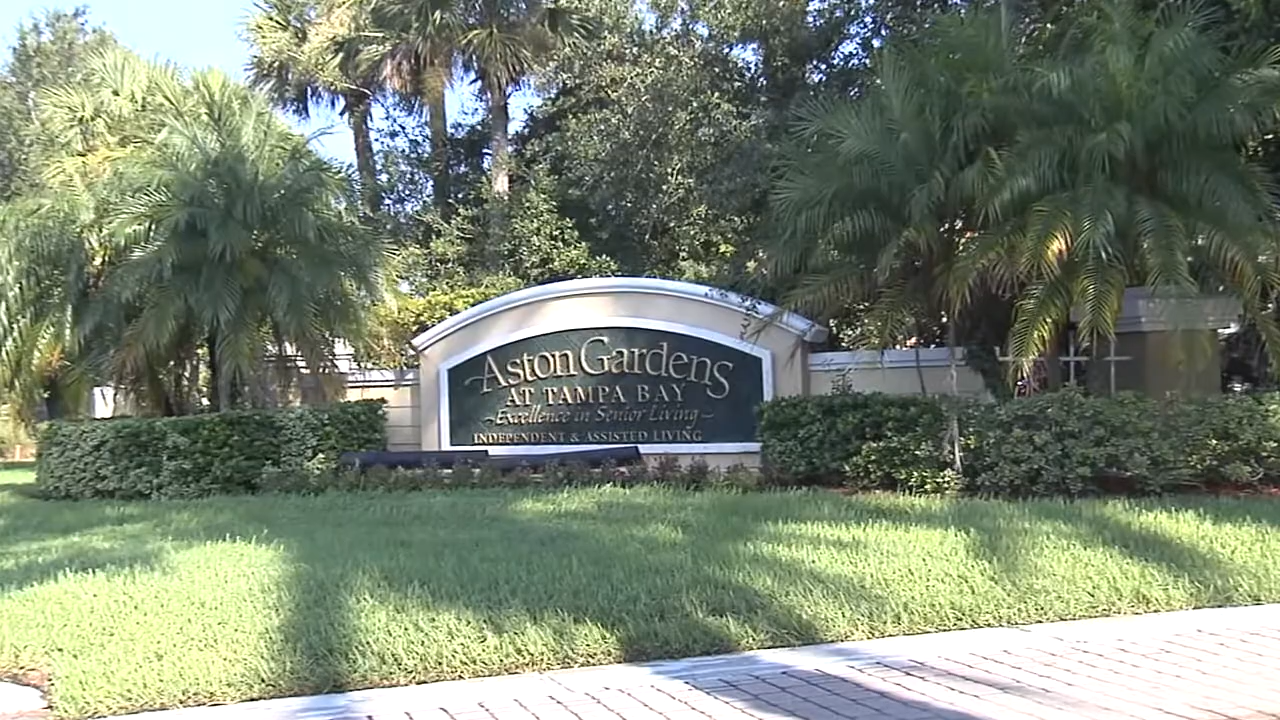 Aston Gardens
AT TAMPA BAY
~Excellence in Senior Living~
INDEPENDENT & ASSISTED LIVING